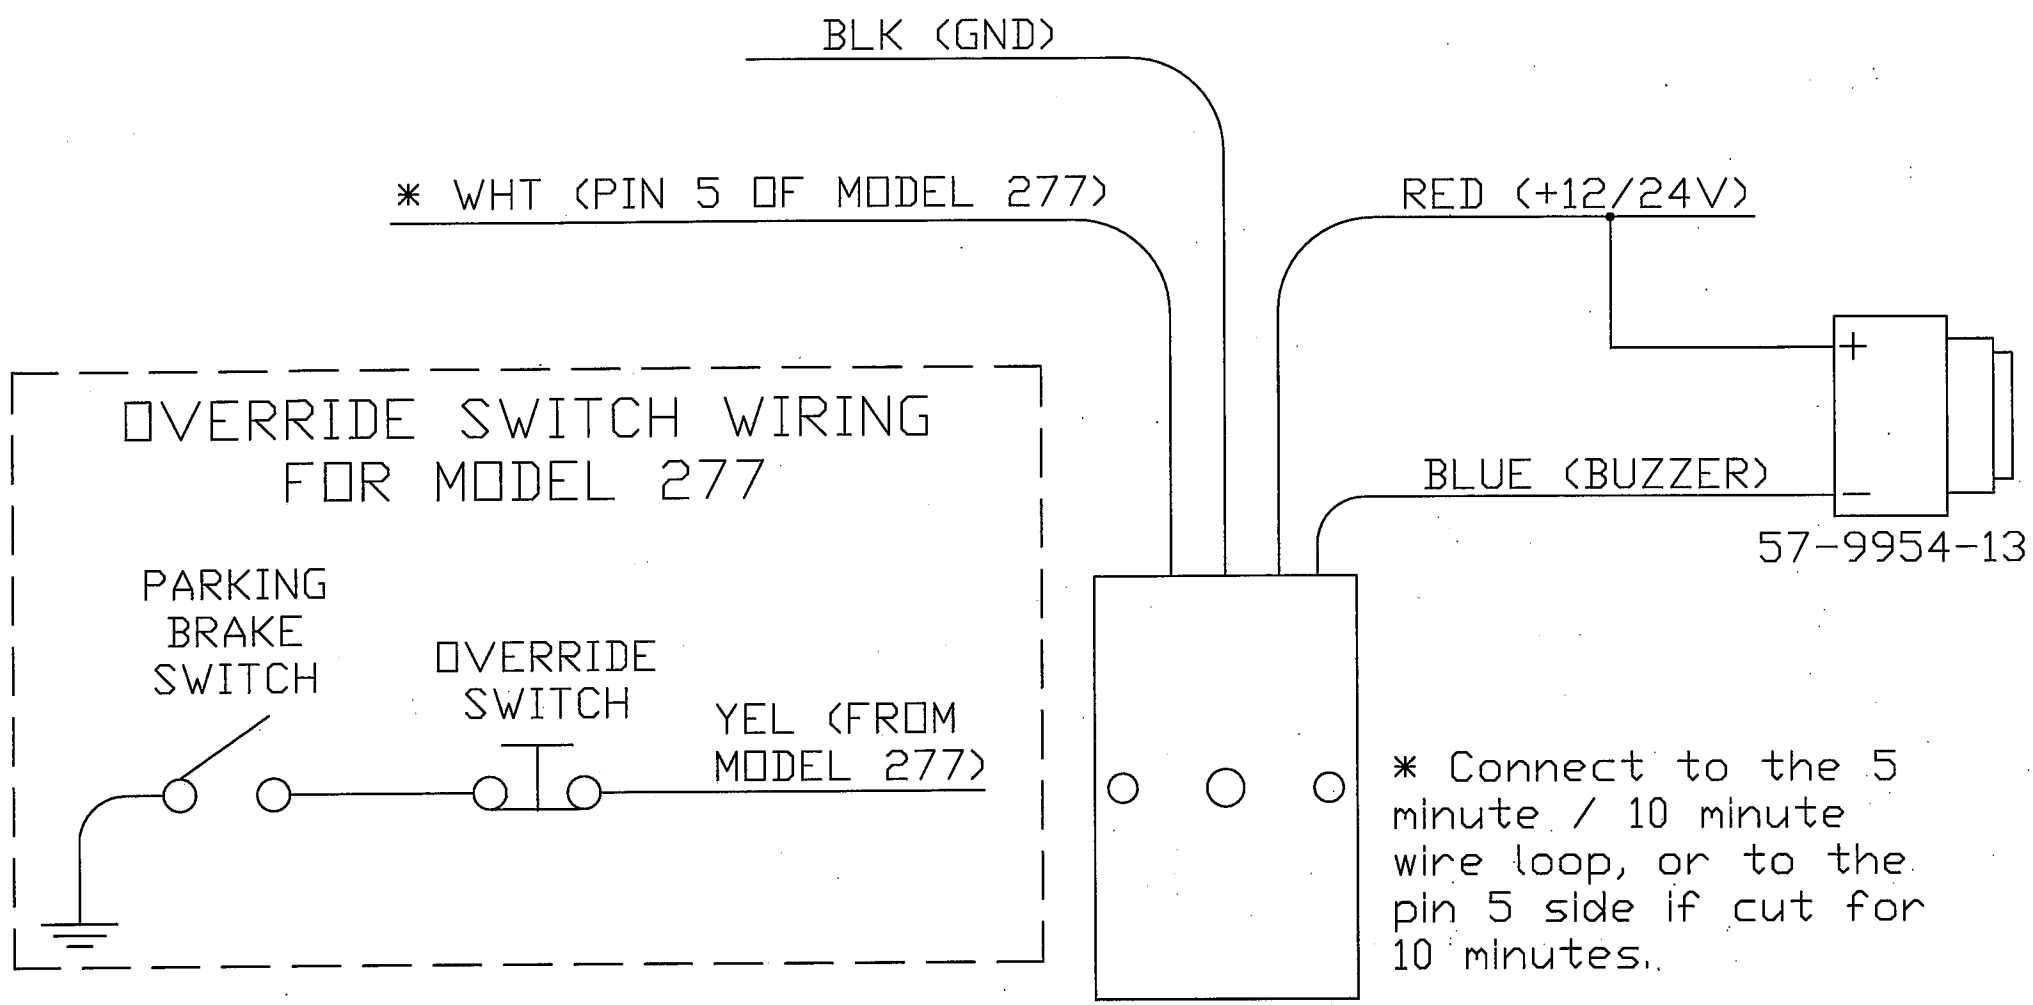 BLK (GND)
* WHT (PIN 5 OF MODEL 277)
RED (+12/24V)
+
BLUE (BUZZER)
−
57-9954-13
OVERRIDE SWITCH WIRING
FOR MODEL 277
PARKING
BRAKE
SWITCH
OVERRIDE
SWITCH
YEL (FROM
MODEL 277)
* Connect to the 5
minute / 10 minute
wire loop, or to the
pin 5 side if cut for
10 minutes.